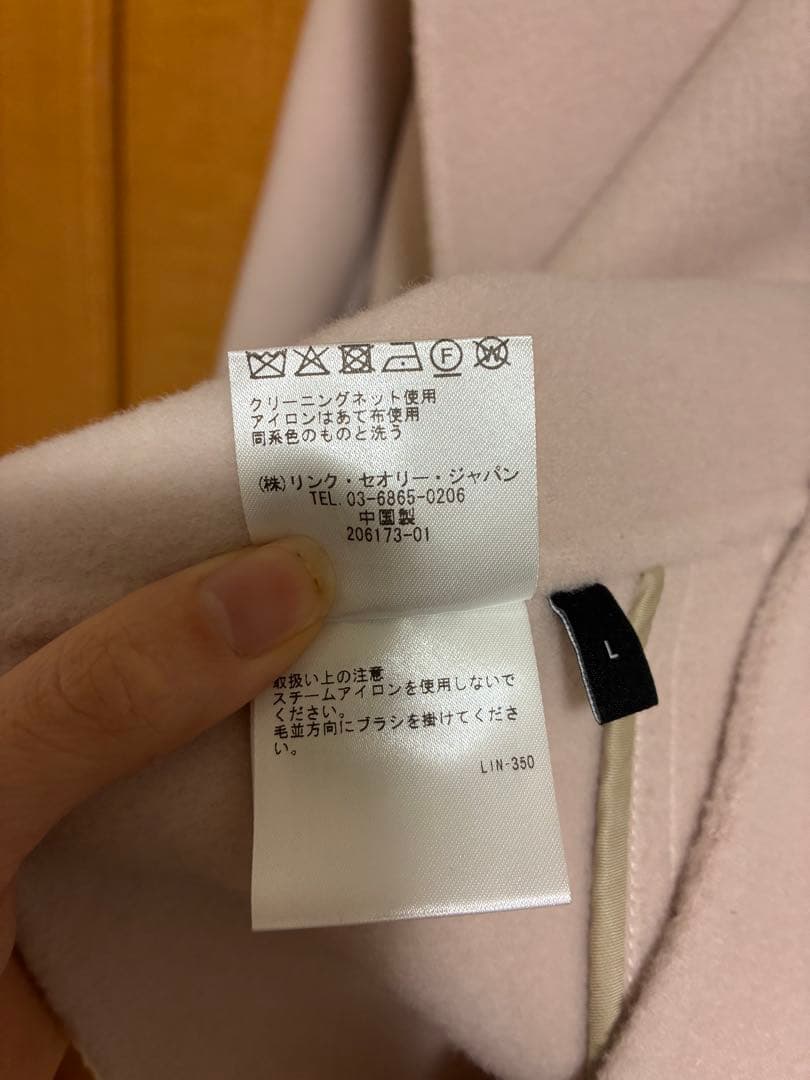 F W
クリーニングネット使用
アイロンはあて布使用
同系色のものと洗う
(株)リンク・セオリー・ジャパン
TEL.03-6865-0206
中国製
206173-01
L
取扱い上の注意
スチームアイロンを使用しないで
ください。
毛並方向にブラシを掛けてくださ
い。
LIN-350